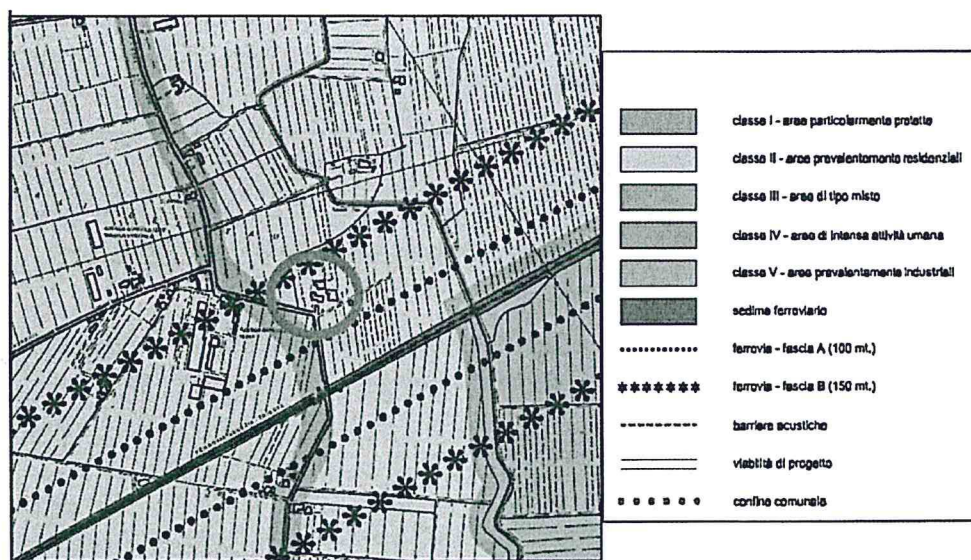 classe I - aree particolarmente protette
classe II - aree prevalentemente residenziali
classe III - aree di tipo misto
classe IV - aree di intensa attività umana
classe V - aree prevalentemente industriali
sedime ferroviario
ferrovia - fascia A (100 mt.)
ferrovia - fascia B (150 mt.)
barriere acustiche
viabilità di progetto
confine comunale